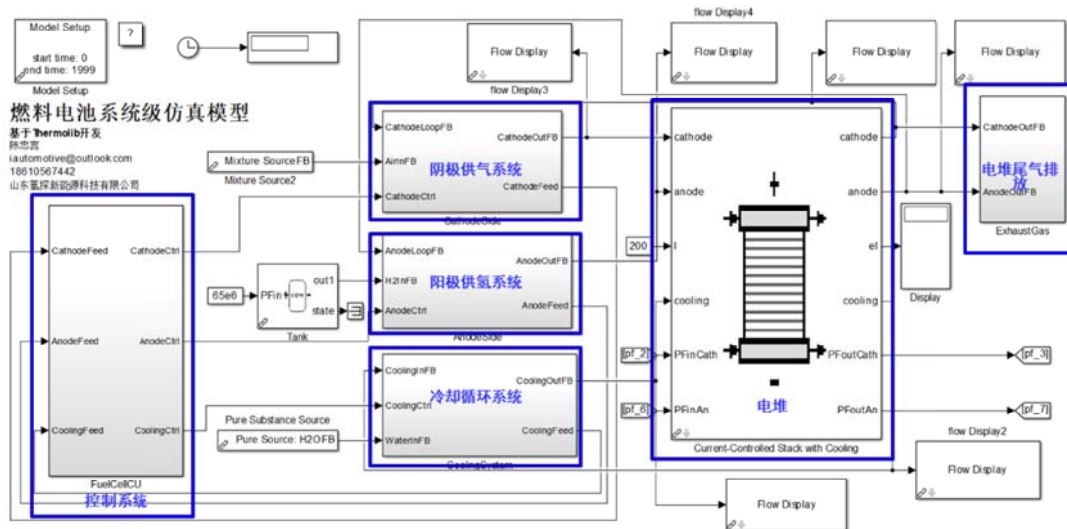 Model Setup
start time: 0
end time: 1999
Model Setup
?
燃料电池系统级仿真模型
基于Thermolib开发
陈忠言
iautomotive@outlook.com
18610567442
山东氢探新能源科技有限公司
Flow Display
flow Display3
flow Display4
Flow Display
Flow Display
Flow Display
CathodeLoopFB
AirInFB
CathodeCtrl
阴极供气系统
CathodeOutFB
CathodeFeed
CathodeSide
Mixture SourceFB
Mixture Source2
AnodeLoopFB
H2InFB
AnodeCtrl
阳极供氢系统
AnodeOutFB
AnodeFeed
AnodeSide
65e6
PFin
out1
state
Tank
CoolingInFB
CoolingCtrl
WaterInFB
冷却循环系统
CoolingOutFB
CoolingFeed
CoolingSystem
Pure Substance Source
Pure Source: H2OFB
CathodeFeed
AnodeFeed
CoolingFeed
CathodeCtrl
AnodeCtrl
CoolingCtrl
FuelCellCU
控制系统
200
[pf_2]
[pf_6]
cathode
anode
I
cooling
PFinCath
PFinAn
cathode
anode
el
cooling
PFoutCath
PFoutAn
电堆
Current-Controlled Stack with Cooling
Display
[pf_3]
[pf_7]
CathodeOutFB
AnodeOutFB
电堆尾气排
放
ExhaustGas
flow Display2
Flow Display
Flow Display